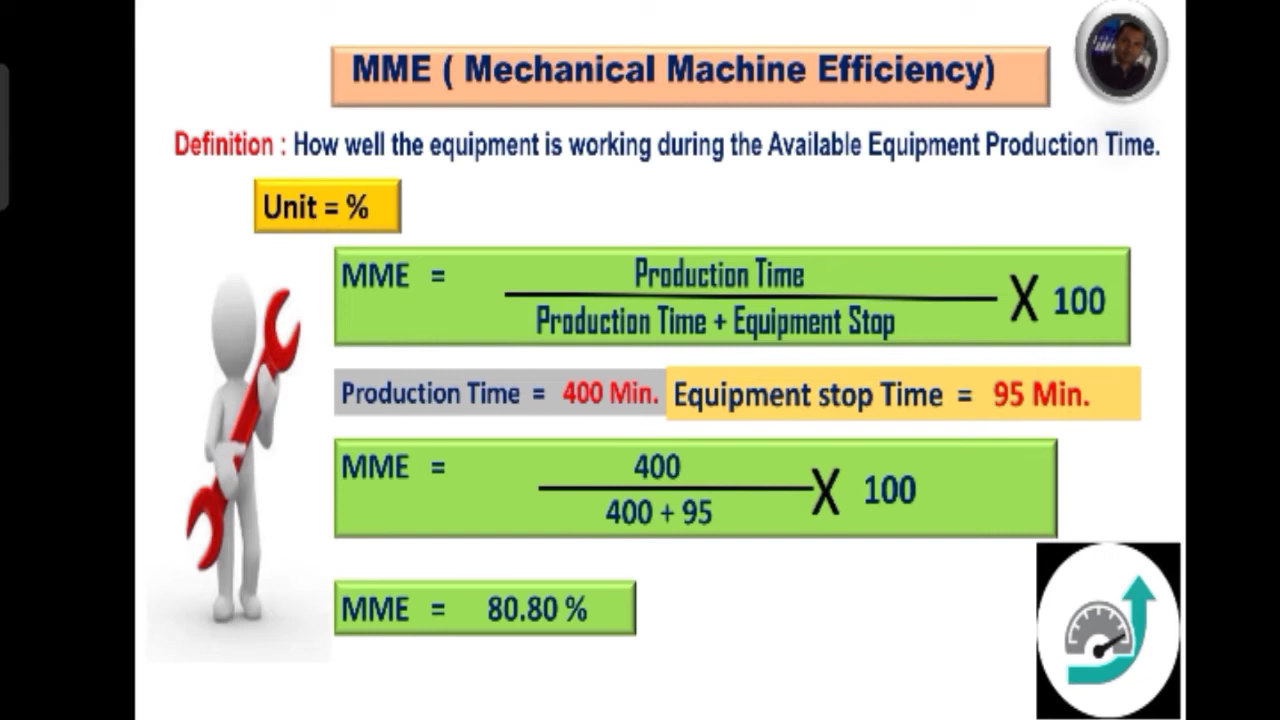 MME ( Mechanical Machine Efficiency)
Definition : How well the equipment is working during the Available Equipment Production Time.
Unit = %
MME = Production Time
Production Time + Equipment Stop X 100
Production Time = 400 Min. Equipment stop Time = 95 Min.
MME = 400
400 + 95 X 100
MME = 80.80 %